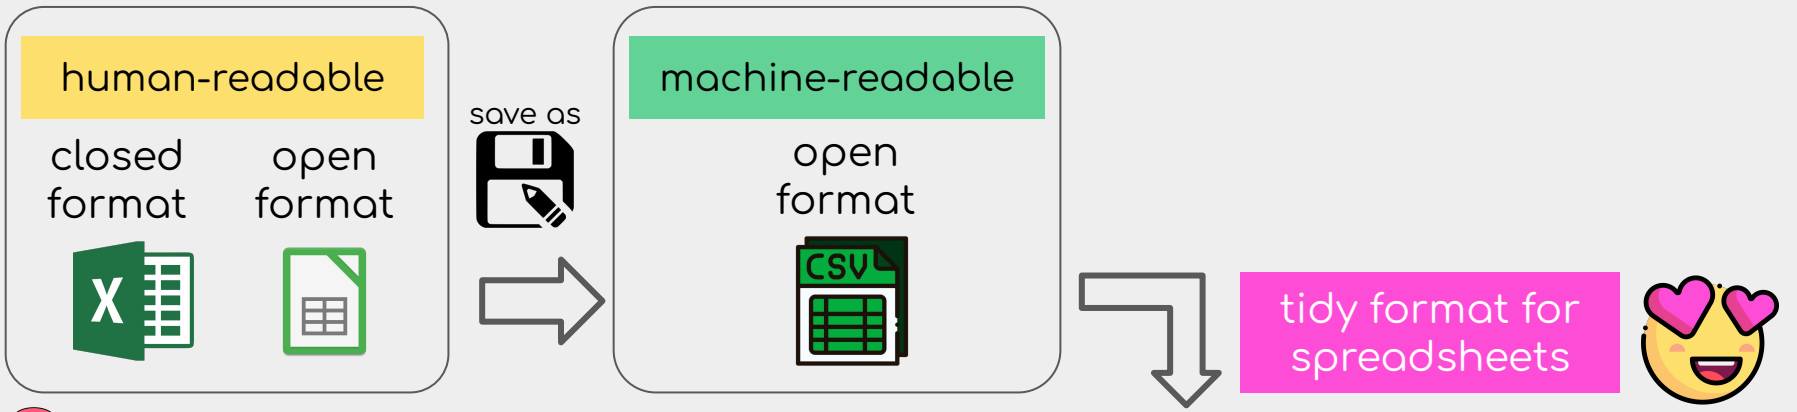 human-readable
closed
format
open
format
X
save as
machine-readable
open
format
CSV
tidy format for
spreadsheets